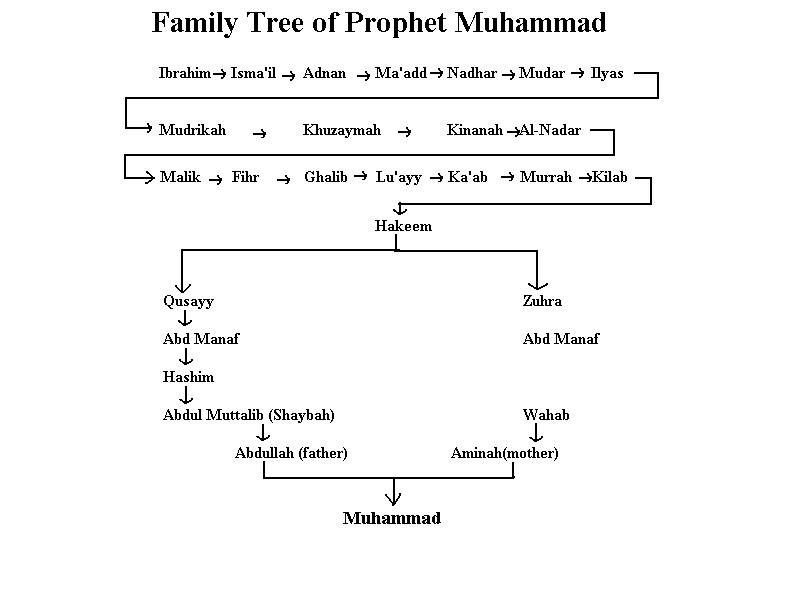 Family Tree of Prophet Muhammad
Ibrahim Isma'il Adnan Ma'add Nadhar Mudar Ilyas
Mudrikah Khuzaymah Kinanah Al-Nadar
Malik Fihr Ghalib Lu'ayy Ka'ab Murrah Kilab
Hakeem
Qusayy Zuhra
Abd Manaf Abd Manaf
Hashim
Abdul Muttalib (Shaybah) Wahab
Abdullah (father) Aminah(mother)
Muhammad